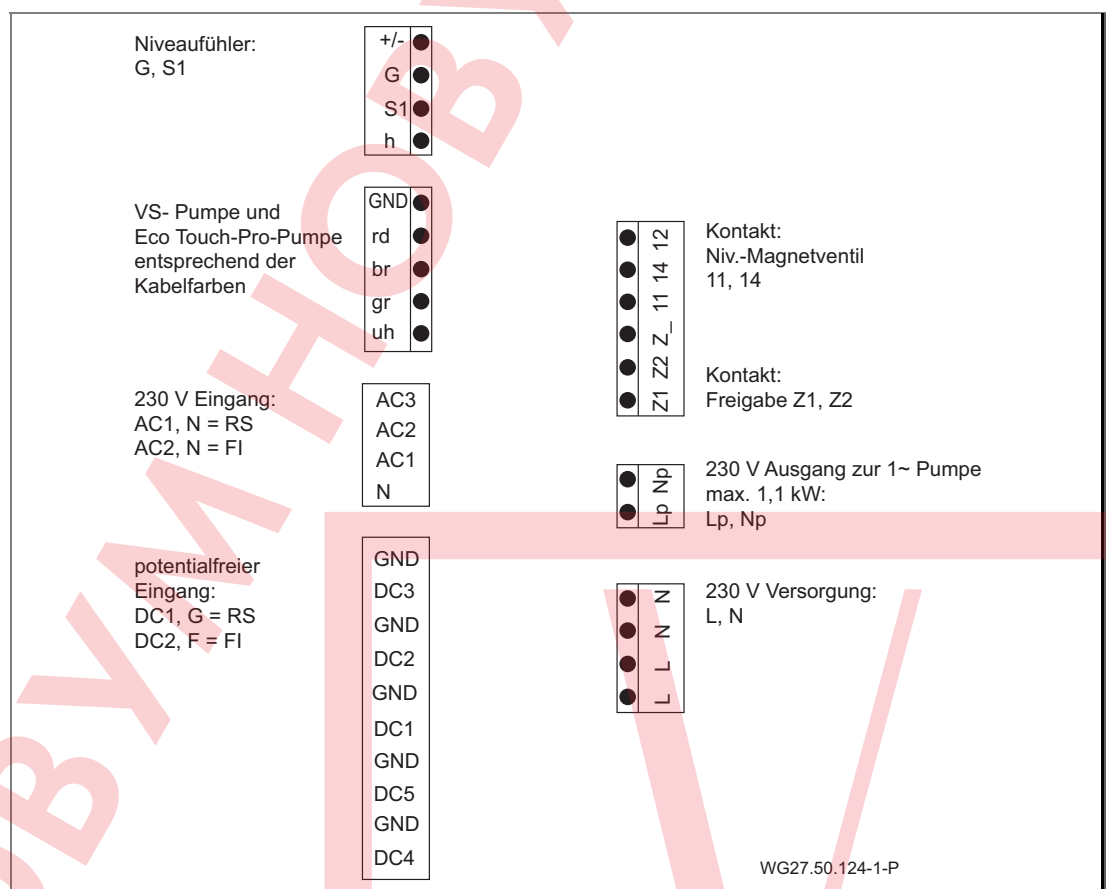 Niveaufühler:
G, S1
+/-
G
S1
h
VS- Pumpe und
Eco Touch-Pro-Pumpe
entsprechend der
Kabelfarben
GND
rd
br
gr
uh
230 V Eingang:
AC1, N = RS
AC2, N = FI
AC3
AC2
AC1
N
potentialfreier
Eingang:
DC1, G = RS
DC2, F = FI
GND
DC3
GND
DC2
GND
DC1
GND
DC5
GND
DC4
Z1 Z2 Z_ 11 14 12
Kontakt:
Niv.-Magnetventil
11, 14
Kontakt:
Freigabe Z1, Z2
Lp Np
230 V Ausgang zur 1~ Pumpe
max. 1,1 kW:
Lp, Np
L L N N
230 V Versorgung:
L, N
WG27.50.124-1-P